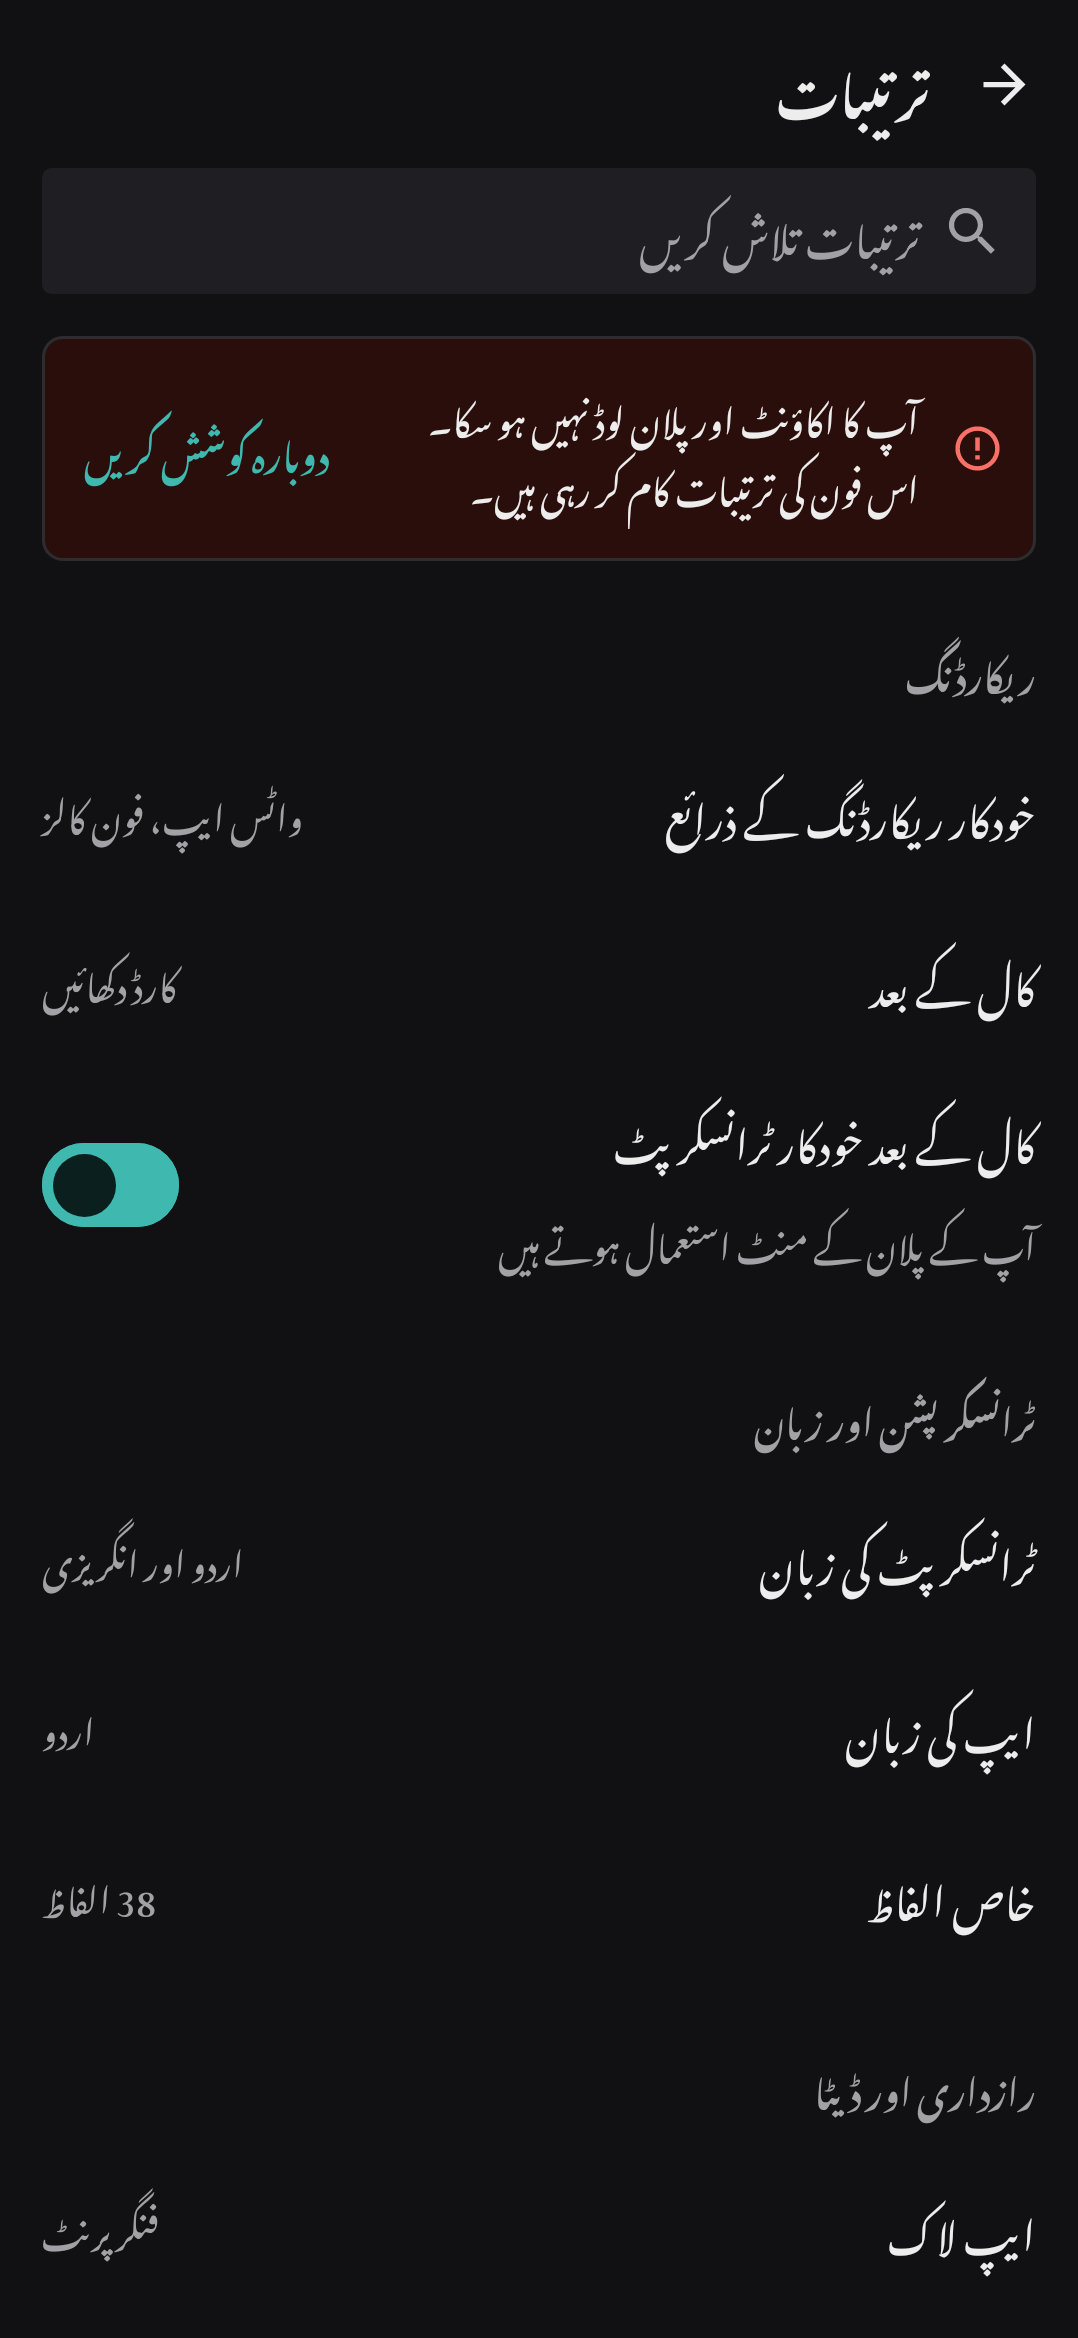 ترتیبات
ترتیبات تلاش کریں
آپ کا اکاؤنٹ اور پلان لوڈ نہیں ہو سکا۔
اس فون کی ترتیبات کام کر رہی ہیں۔
دوبارہ کوشش کریں
ریکارڈنگ
خودکار ریکارڈنگ کے ذرائع
واٹس ایپ، فون کالز
کال کے بعد
کارڈ دکھائیں
کال کے بعد خودکار ٹرانسکرپٹ
آپ کے پلان کے منٹ استعمال ہوتے ہیں
ٹرانسکرپشن اور زبان
ٹرانسکرپٹ کی زبان
اردو اور انگریزی
ایپ کی زبان
اردو
خاص الفاظ
38 الفاظ
رازداری اور ڈیٹا
ایپ لاک
فنگر پرنٹ